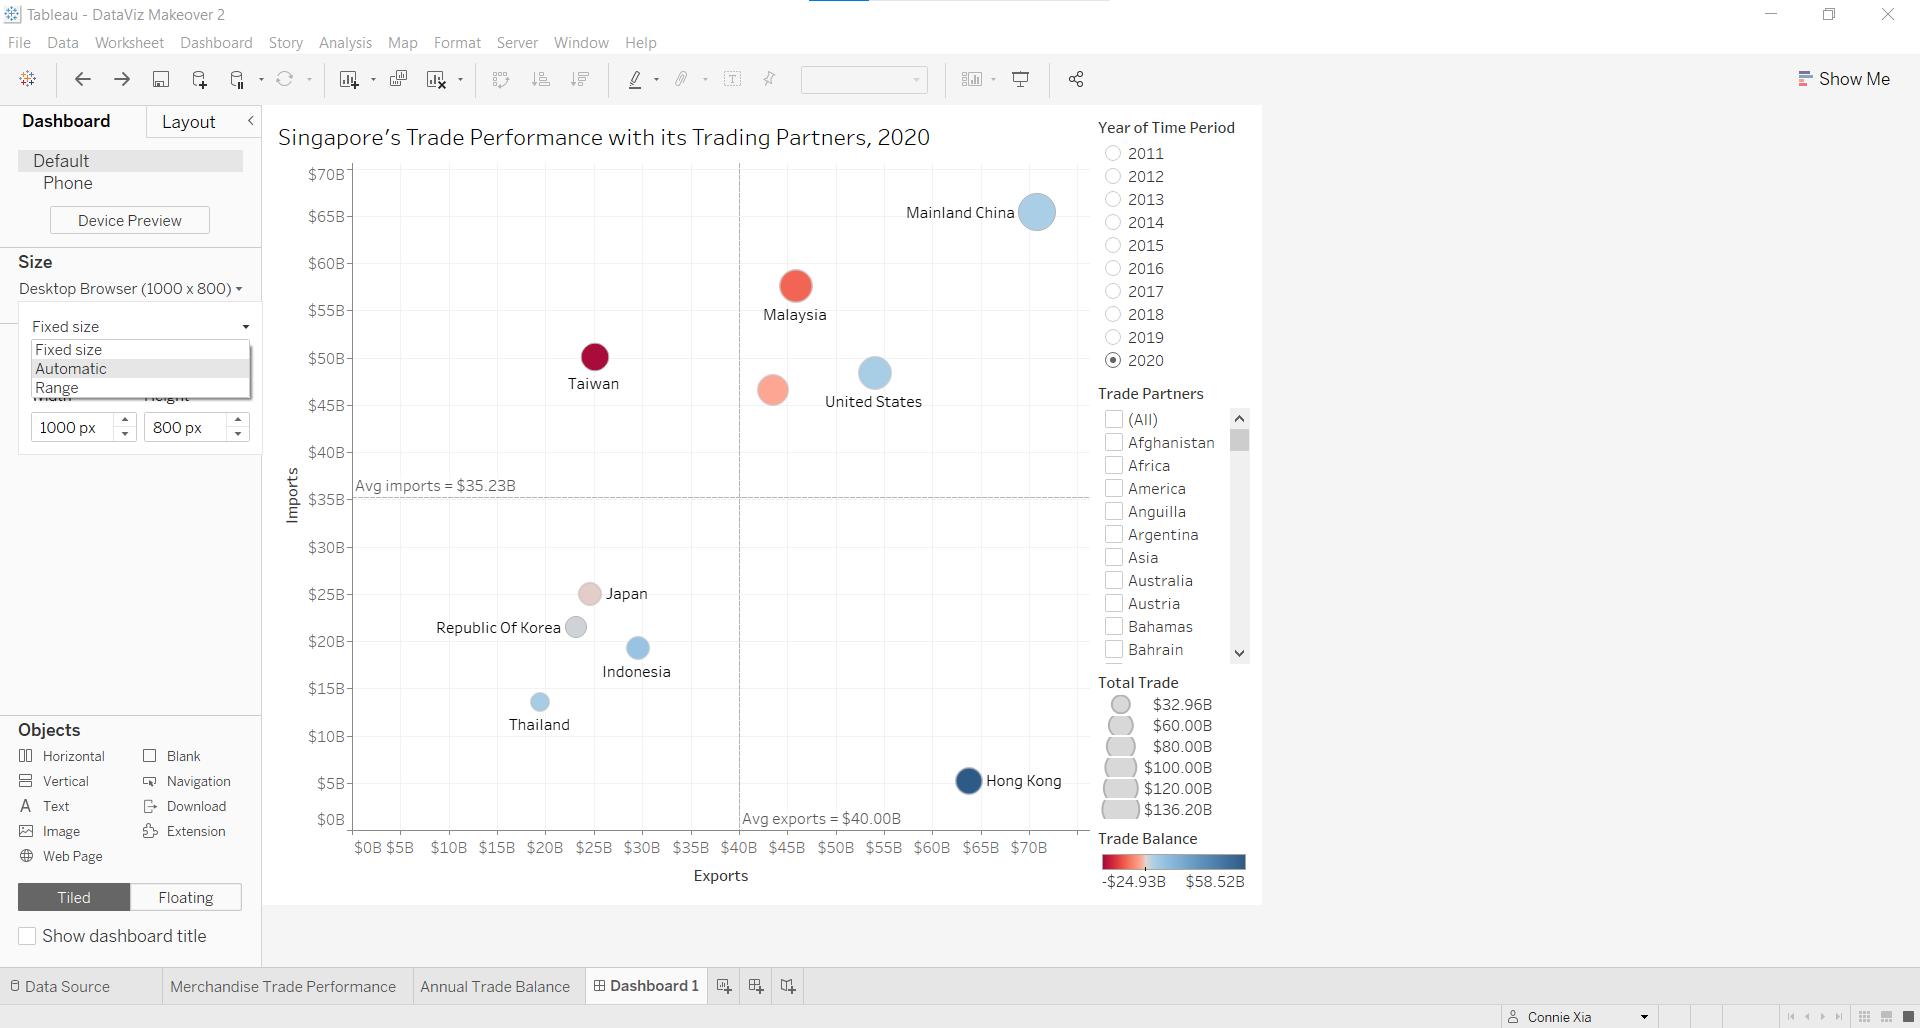 Tableau - DataViz Makeover 2
File Data Worksheet Dashboard Story Analysis Map Format Server Window Help
Show Me
Dashboard Layout
Default
Phone
Device Preview
Size
Desktop Browser (1000 x 800)
Fixed size
Fixed size
Automatic
Range
Width Height
1000 px 800 px
Objects
Horizontal Blank
Vertical Navigation
Text Download
Image Extension
Web Page
Tiled Floating
Show dashboard title
Singapore's Trade Performance with its Trading Partners, 2020
$70B
$65B
$60B
$55B
$50B
$45B
$40B
$35B
$30B
$25B
$20B
$15B
$10B
$5B
$0B
Imports
Mainland China
Malaysia
Taiwan
United States
Avg imports = $35.23B
Japan
Republic Of Korea
Indonesia
Thailand
Hong Kong
Avg exports = $40.00B
$0B $5B $10B $15B $20B $25B $30B $35B $40B $45B $50B $55B $60B $65B $70B
Exports
Year of Time Period
2011
2012
2013
2014
2015
2016
2017
2018
2019
2020
Trade Partners
(All)
Afghanistan
Africa
America
Anguilla
Argentina
Asia
Australia
Austria
Bahamas
Bahrain
Total Trade
$32.96B
$60.00B
$80.00B
$100.00B
$120.00B
$136.20B
Trade Balance
-$24.93B $58.52B
Data Source Merchandise Trade Performance Annual Trade Balance Dashboard 1
Connie Xia